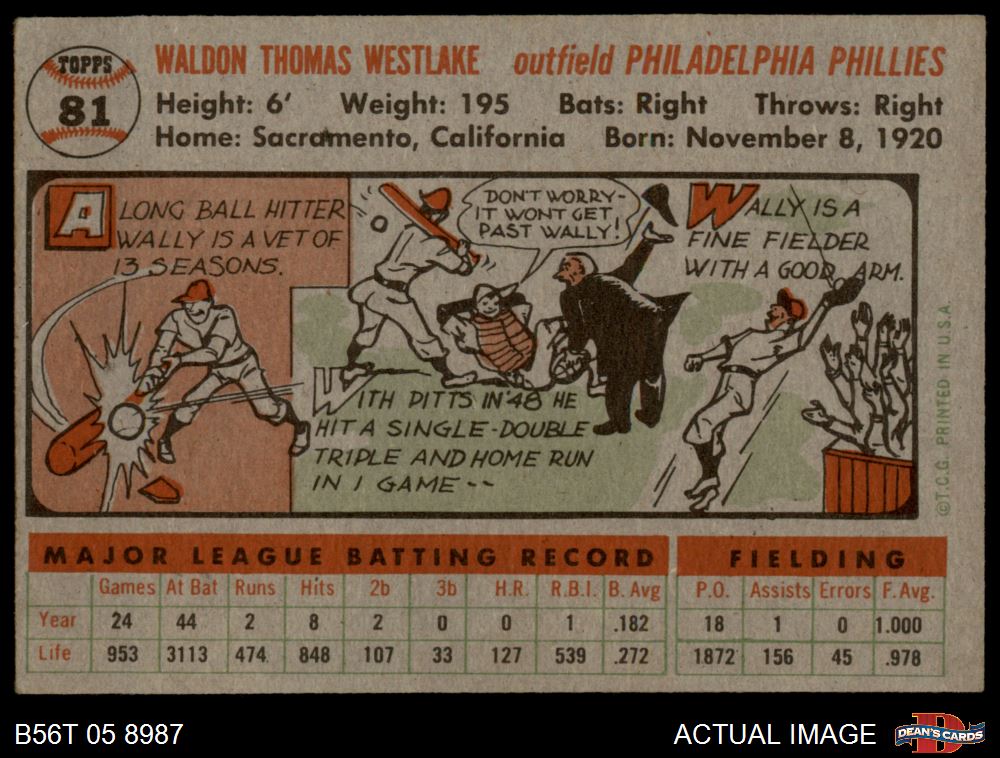 TOPPS
81
WALDON THOMAS WESTLAKE outfield PHILADELPHIA PHILLIES
Height: 6' Weight: 195 Bats: Right Throws: Right
Home: Sacramento, California Born: November 8, 1920
A LONG BALL HITTER
WALLY IS A VET OF
13 SEASONS.
DON'T WORRY-
IT WONT GET
PAST WALLY!
WITH PITTS IN '48 HE
HIT A SINGLE-DOUBLE
TRIPLE AND HOME RUN
IN 1 GAME--
WALLY IS A
FINE FIELDER
WITH A GOOD ARM.
©T.C.G. PRINTED IN U.S.A.
MAJOR LEAGUE BATTING RECORD FIELDING
Games At Bat Runs Hits 2b 3b H.R. R.B.I. B. Avg P.O. Assists Errors F. Avg.
Year 24 44 2 8 2 0 0 1 .182 18 1 0 1.000
Life 953 3113 474 848 107 33 127 539 .272 1872 156 45 .978
B56T 05 8987 ACTUAL IMAGE DEAN'S CARDS